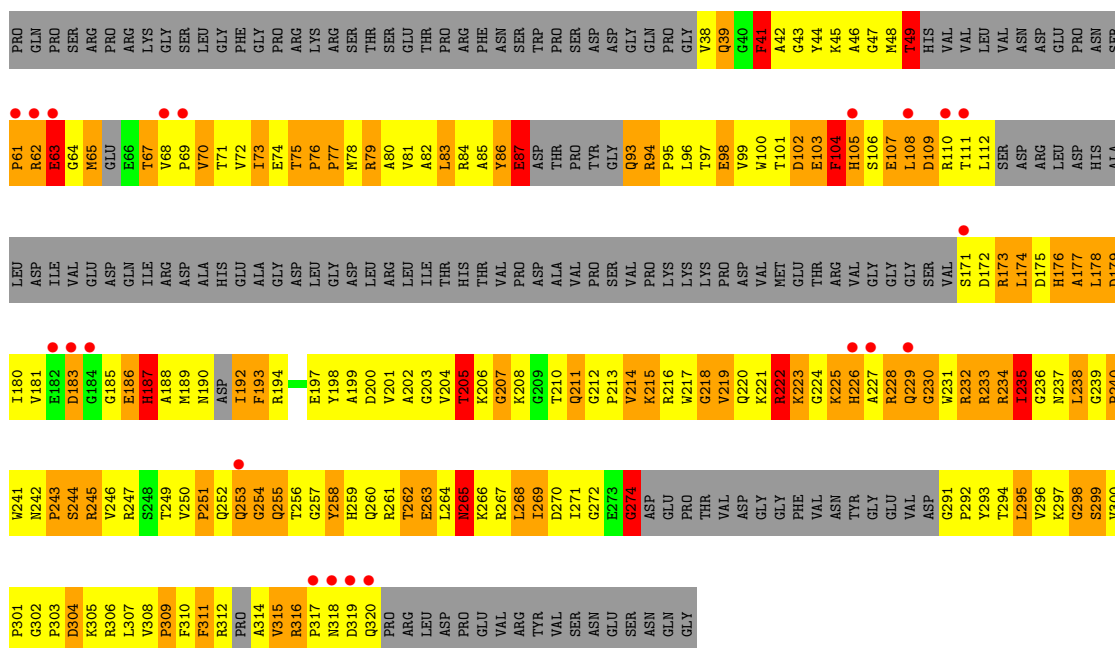 PRO GLN PRO SER ARG PRO ARG LYS GLY SER LEU GLY PHE GLY PRO ARG LYS ARG SER THR SER GLU THR PRO ARG PHE ASN SER TRP PRO SER ASP ASP GLY GLN PRO GLY V38 Q39 G40 F41 A42 G43 Y44 K45 A46 G47 M48 T49 HIS VAL VAL LEU VAL ASN ASP GLU PRO ASN SER
P61 R62 E63 G64 M65 GLU E66 T67 V68 P69 V70 T71 V72 I73 E74 T75 P76 P77 M78 R79 A80 V81 A82 L83 R84 A85 Y86 E87 ASP THR PRO TYR GLY Q93 R94 P95 L96 T97 E98 V99 W100 T101 D102 E103 F104 H105 S106 E107 L108 D109 R110 T111 L112 SER ASP ARG LEU ASP HIS ALA
LEU ASP ILE VAL GLU ASP GLN ILE ARG ASP ALA HIS GLU ALA GLY ASP LEU GLY ASP LEU ARG LEU ILE THR HIS THR VAL PRO ASP ALA VAL PRO SER VAL PRO LYS LYS LYS PRO ASP VAL MET GLU THR ARG VAL GLY GLY GLY SER VAL S171 D172 R173 L174 D175 H176 A177 L178 D179
I180 V181 E182 D183 G184 G185 E186 H187 A188 M189 N190 ASP I192 F193 R194 E197 Y198 A199 D200 V201 A202 G203 V204 T205 K206 G207 K208 G209 T210 Q211 G212 P213 V214 K215 R216 W217 G218 V219 Q220 K221 R222 K223 G224 K225 H226 A227 R228 Q229 G230 W231 R232 R233 R234 I235 G236 N237 L238 G239 P240
W241 N242 P243 S244 R245 V246 R247 S248 T249 V250 P251 Q252 Q253 G254 Q255 T256 G257 Y258 H259 Q260 R261 T262 E263 L264 N265 K266 R267 L268 I269 D270 I271 G272 E273 G274 ASP GLU PRO THR VAL ASP GLY GLY PHE VAL ASN TYR GLY GLU VAL ASP G291 P292 Y293 T294 L295 V296 K297 G298 S299 V300
P301 G302 P303 D304 K305 R306 L307 V308 P309 F310 F311 R312 PRO A314 V315 R316 P317 N318 D319 Q320 PRO ARG LEU ASP PRO GLU VAL ARG TYR VAL SER ASN GLU SER ASN GLN GLY